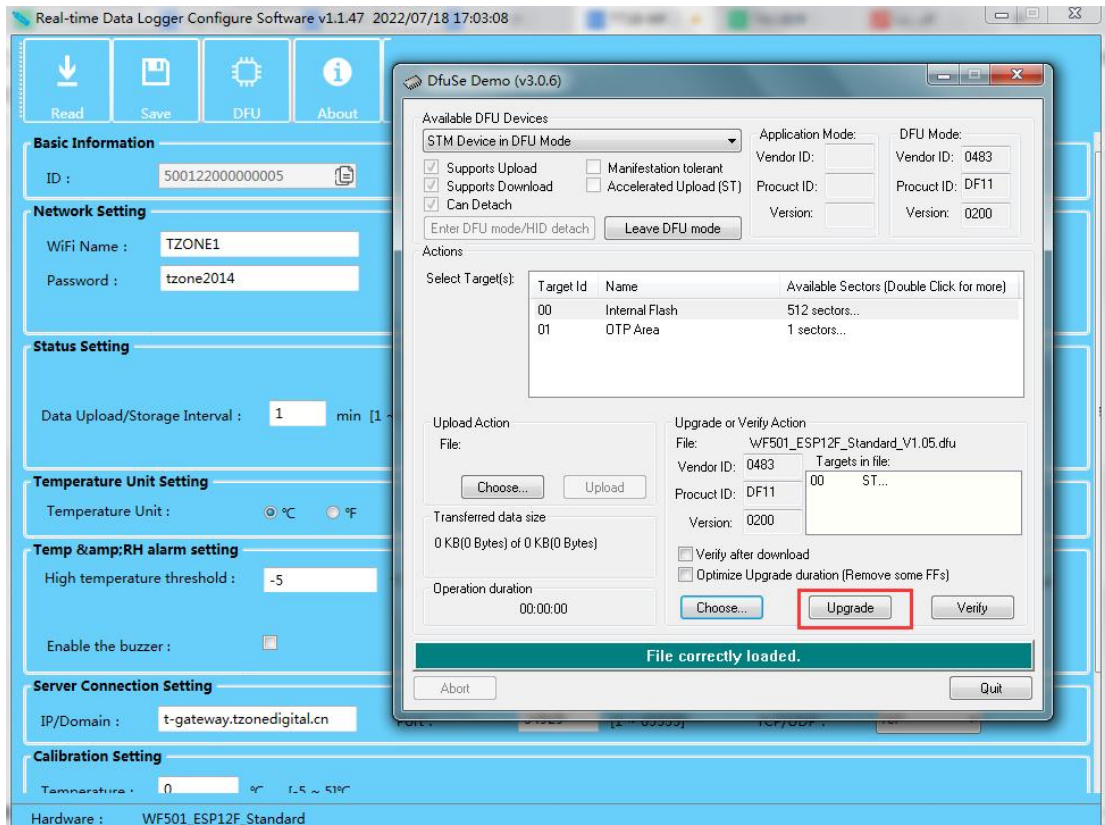 Real-time Data Logger Configure Software v1.1.47 2022/07/18 17:03:08
Read Save DFU About
Basic Information
ID : 500122000000005
Network Setting
WiFi Name : TZONE1
Password : tzone2014
Status Setting
Data Upload/Storage Interval : 1 min [1 ~
Temperature Unit Setting
Temperature Unit : °C °F
Temp &amp;RH alarm setting
High temperature threshold : -5
Enable the buzzer :
Server Connection Setting
IP/Domain : t-gateway.tzonedigital.cn
Calibration Setting
Temperature : 0 °C [-5 ~ 5]°C
Hardware : WF501_ESP12F_Standard
DfuSe Demo (v3.0.6)
Available DFU Devices
STM Device in DFU Mode
Supports Upload Manifestation tolerant
Supports Download Accelerated Upload (ST)
Can Detach
Enter DFU mode/HID detach Leave DFU mode
Application Mode:
Vendor ID:
Procuct ID:
Version:
DFU Mode:
Vendor ID: 0483
Procuct ID: DF11
Version: 0200
Actions
Select Target(s):
Target Id Name Available Sectors (Double Click for more)
00 Internal Flash 512 sectors...
01 OTP Area 1 sectors...
Upload Action
File:
Choose... Upload
Transferred data size
0 KB(0 Bytes) of 0 KB(0 Bytes)
Operation duration
00:00:00
Upgrade or Verify Action
File: WF501_ESP12F_Standard_V1.05.dfu
Vendor ID: 0483
Procuct ID: DF11
Version: 0200
Targets in file:
00 ST...
Verify after download
Optimize Upgrade duration (Remove some FFs)
Choose... Upgrade Verify
File correctly loaded.
Abort Quit